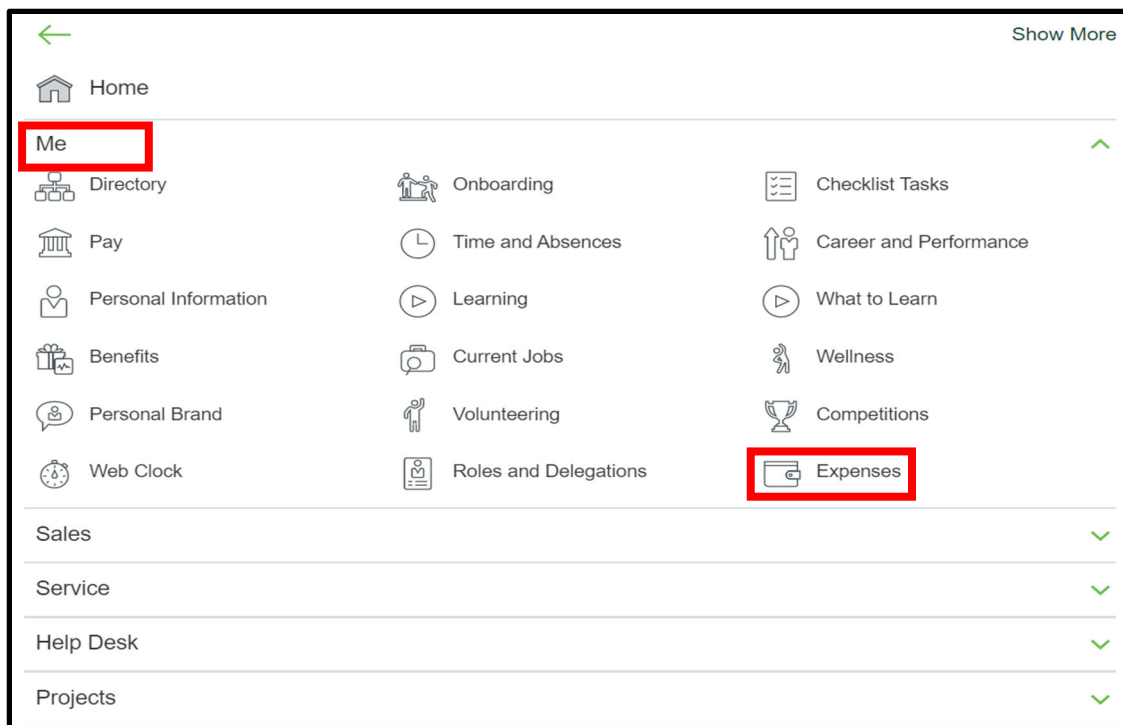 Show More
Home
Me
Directory Onboarding Checklist Tasks
Pay Time and Absences Career and Performance
Personal Information Learning What to Learn
Benefits Current Jobs Wellness
Personal Brand Volunteering Competitions
Web Clock Roles and Delegations Expenses
Sales
Service
Help Desk
Projects